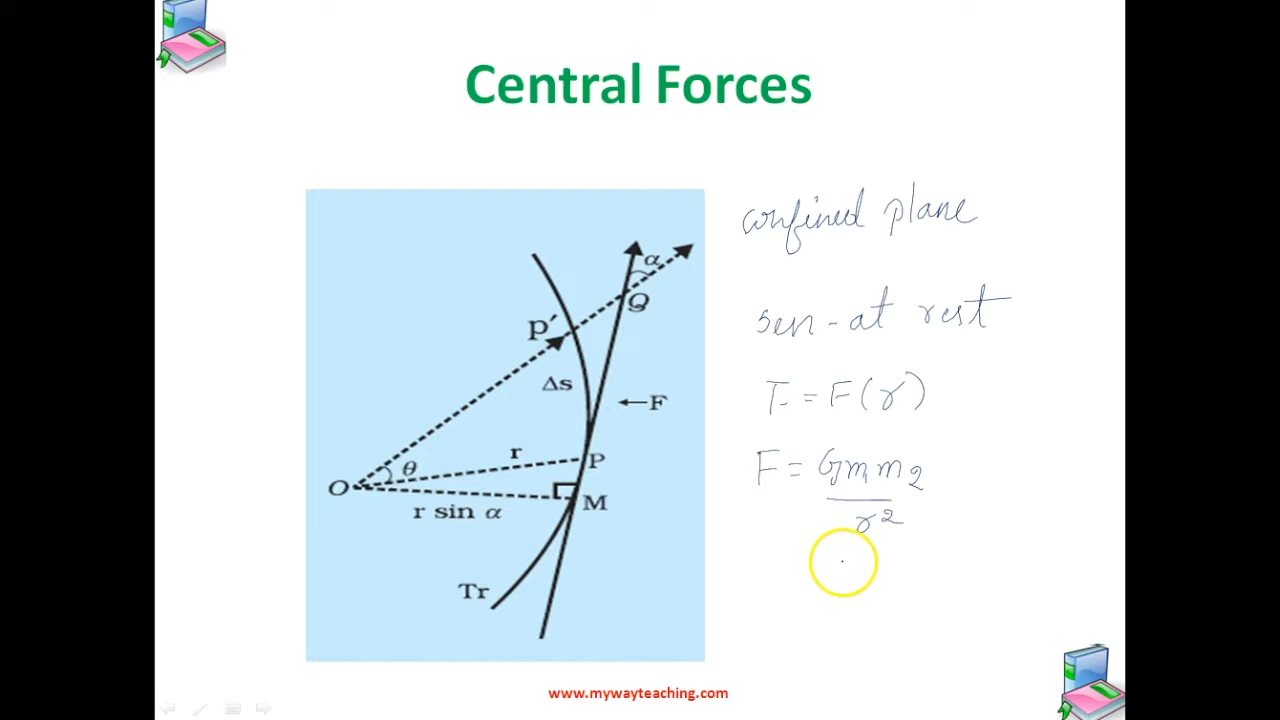 Central Forces
confined plane
sun - at rest
F = F(r)
F = Gm₁m₂
r²
α
Q
p′
Δs
←F
r
P
θ
O
M
r sin α
Tr
www.mywayteaching.com